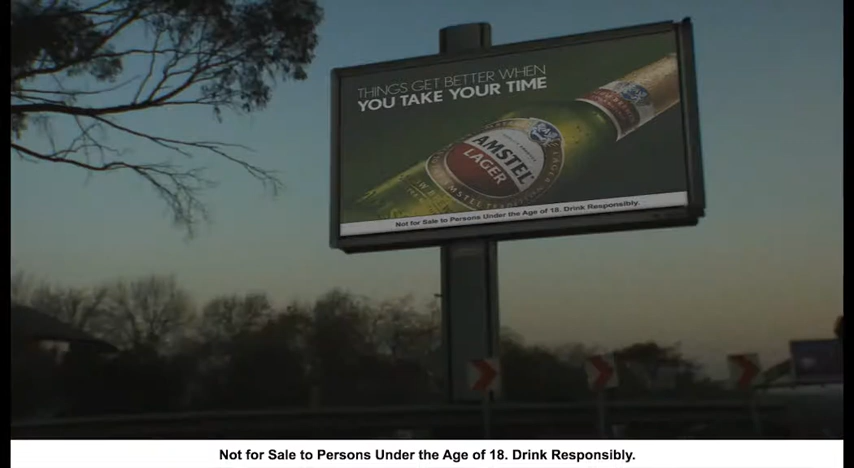 THINGS GET BETTER WHEN
YOU TAKE YOUR TIME
AMSTEL
LAGER
Not for Sale to Persons Under the Age of 18. Drink Responsibly.
Not for Sale to Persons Under the Age of 18. Drink Responsibly.